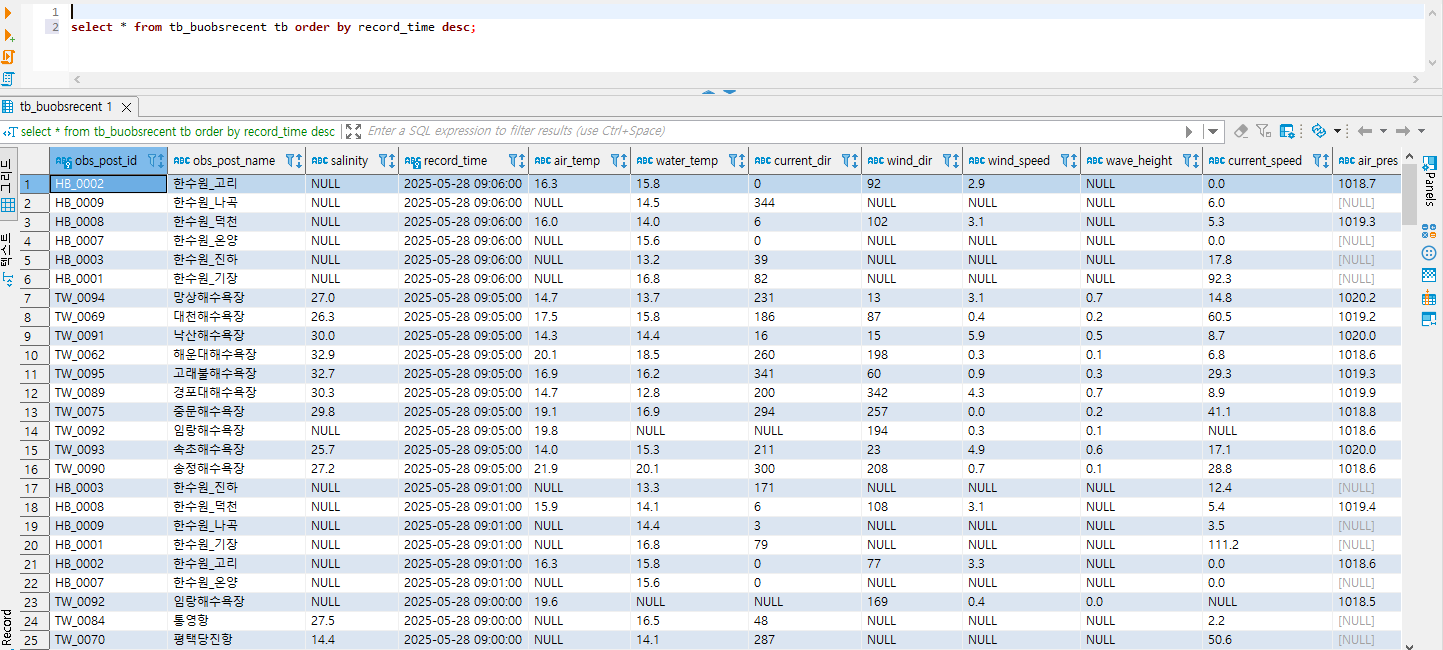 1
2 select * from tb_buobsrecent tb order by record_time desc;
tb_buobsrecent 1
select * from tb_buobsrecent tb order by record_time desc Enter a SQL expression to filter results (use Ctrl+Space)
그리드
텍스트
Record
Panels
ABC obs_post_id ABC obs_post_name ABC salinity ABC record_time ABC air_temp ABC water_temp ABC current_dir ABC wind_dir ABC wind_speed ABC wave_height ABC current_speed ABC air_pres
1 HB_0002 한수원_고리 NULL 2025-05-28 09:06:00 16.3 15.8 0 92 2.9 NULL 0.0 1018.7
2 HB_0009 한수원_나곡 NULL 2025-05-28 09:06:00 NULL 14.5 344 NULL NULL NULL 6.0 [NULL]
3 HB_0008 한수원_덕천 NULL 2025-05-28 09:06:00 16.0 14.0 6 102 3.1 NULL 5.3 1019.3
4 HB_0007 한수원_온양 NULL 2025-05-28 09:06:00 NULL 15.6 0 NULL NULL NULL 0.0 [NULL]
5 HB_0003 한수원_진하 NULL 2025-05-28 09:06:00 NULL 13.2 39 NULL NULL NULL 17.8 [NULL]
6 HB_0001 한수원_기장 NULL 2025-05-28 09:06:00 NULL 16.8 82 NULL NULL NULL 92.3 [NULL]
7 TW_0094 망상해수욕장 27.0 2025-05-28 09:05:00 14.7 13.7 231 13 3.1 0.7 14.8 1020.2
8 TW_0069 대천해수욕장 26.3 2025-05-28 09:05:00 17.5 15.8 186 87 0.4 0.2 60.5 1019.2
9 TW_0091 낙산해수욕장 30.0 2025-05-28 09:05:00 14.3 14.4 16 15 5.9 0.5 8.7 1020.0
10 TW_0062 해운대해수욕장 32.9 2025-05-28 09:05:00 20.1 18.5 260 198 0.3 0.1 6.8 1018.6
11 TW_0095 고래불해수욕장 32.7 2025-05-28 09:05:00 16.9 16.2 341 60 0.9 0.3 29.3 1019.3
12 TW_0089 경포대해수욕장 30.3 2025-05-28 09:05:00 14.7 12.8 200 342 4.3 0.7 8.9 1019.9
13 TW_0075 중문해수욕장 29.8 2025-05-28 09:05:00 19.1 16.9 294 257 0.0 0.2 41.1 1018.8
14 TW_0092 임랑해수욕장 NULL 2025-05-28 09:05:00 19.8 NULL NULL 194 0.3 0.1 NULL 1018.6
15 TW_0093 속초해수욕장 25.7 2025-05-28 09:05:00 14.0 15.3 211 23 4.9 0.6 17.1 1020.0
16 TW_0090 송정해수욕장 27.2 2025-05-28 09:05:00 21.9 20.1 300 208 0.7 0.1 28.8 1018.6
17 HB_0003 한수원_진하 NULL 2025-05-28 09:01:00 NULL 13.3 171 NULL NULL NULL 12.4 [NULL]
18 HB_0008 한수원_덕천 NULL 2025-05-28 09:01:00 15.9 14.1 6 108 3.1 NULL 5.4 1019.4
19 HB_0009 한수원_나곡 NULL 2025-05-28 09:01:00 NULL 14.4 3 NULL NULL NULL 3.5 [NULL]
20 HB_0001 한수원_기장 NULL 2025-05-28 09:01:00 NULL 16.8 79 NULL NULL NULL 111.2 [NULL]
21 HB_0002 한수원_고리 NULL 2025-05-28 09:01:00 16.3 15.8 0 77 3.3 NULL 0.0 1018.6
22 HB_0007 한수원_온양 NULL 2025-05-28 09:01:00 NULL 15.6 0 NULL NULL NULL 0.0 [NULL]
23 TW_0092 임랑해수욕장 NULL 2025-05-28 09:00:00 19.6 NULL NULL 169 0.4 0.0 NULL 1018.5
24 TW_0084 통영항 27.5 2025-05-28 09:00:00 NULL 16.5 48 NULL NULL NULL 2.2 [NULL]
25 TW_0070 평택당진항 14.4 2025-05-28 09:00:00 NULL 14.1 287 NULL NULL NULL 50.6 [NULL]